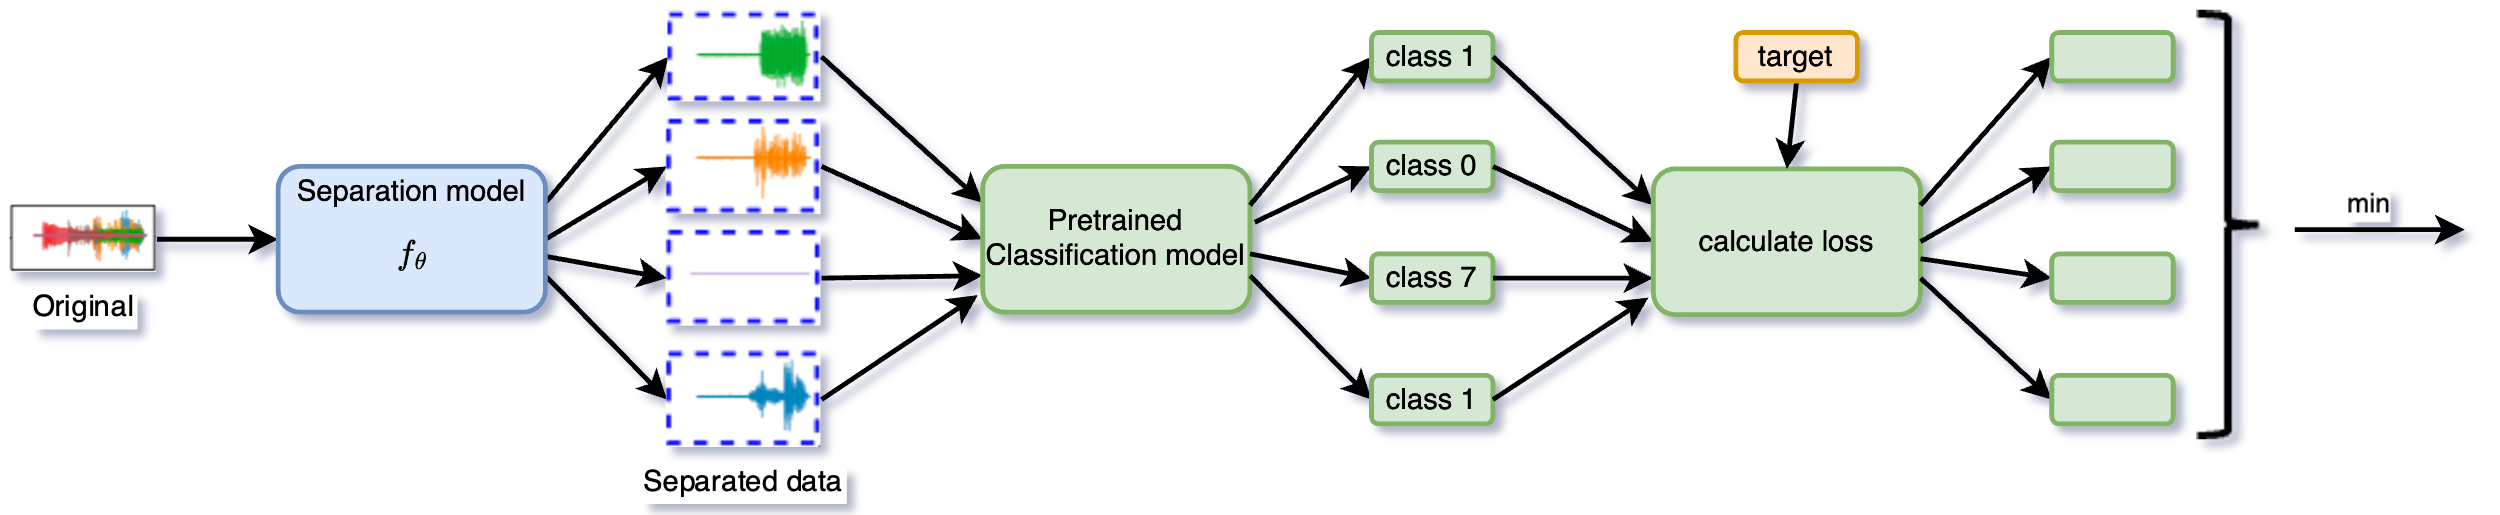 Original
Separation model
f_θ
Separated data
Pretrained
Classification model
class 1
class 0
class 7
class 1
target
calculate loss
min